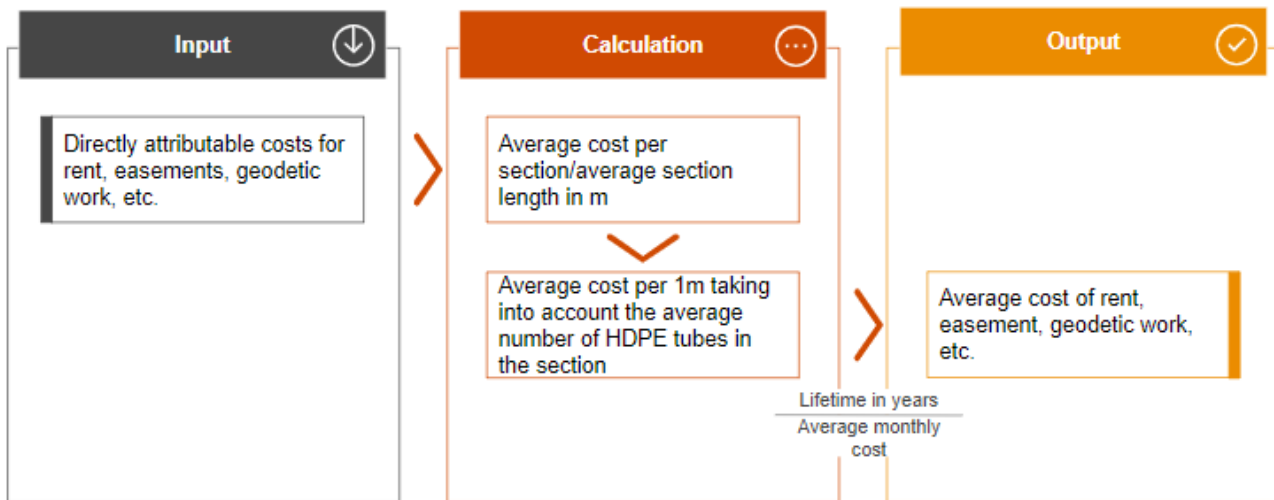 Input
Calculation
Output
Directly attributable costs for
rent, easements, geodetic
work, etc.
Average cost per
section/average section
length in m
Average cost per 1m taking
into account the average
number of HDPE tubes in
the section
Average cost of rent,
easement, geodetic work,
etc.
Lifetime in years
Average monthly
cost